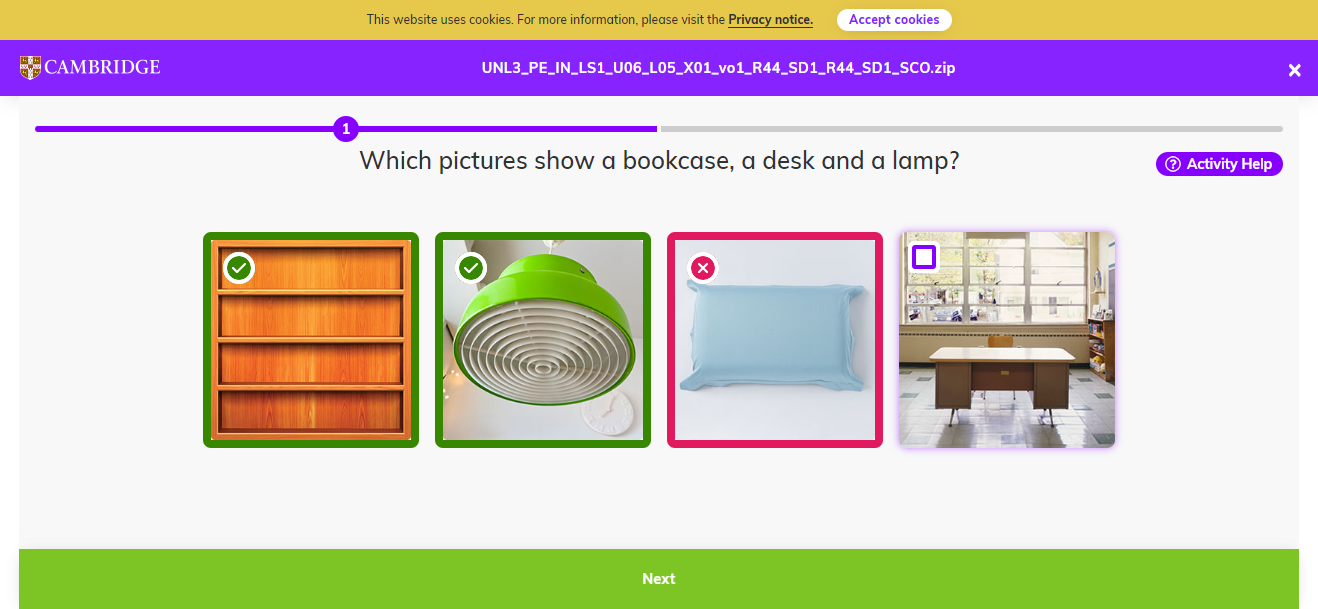 This website uses cookies. For more information, please visit the Privacy notice.
Accept cookies
CAMBRIDGE
UNL3_PE_IN_LS1_U06_L05_X01_vo1_R44_SD1_R44_SD1_SCO.zip
1
Which pictures show a bookcase, a desk and a lamp?
Activity Help
Next